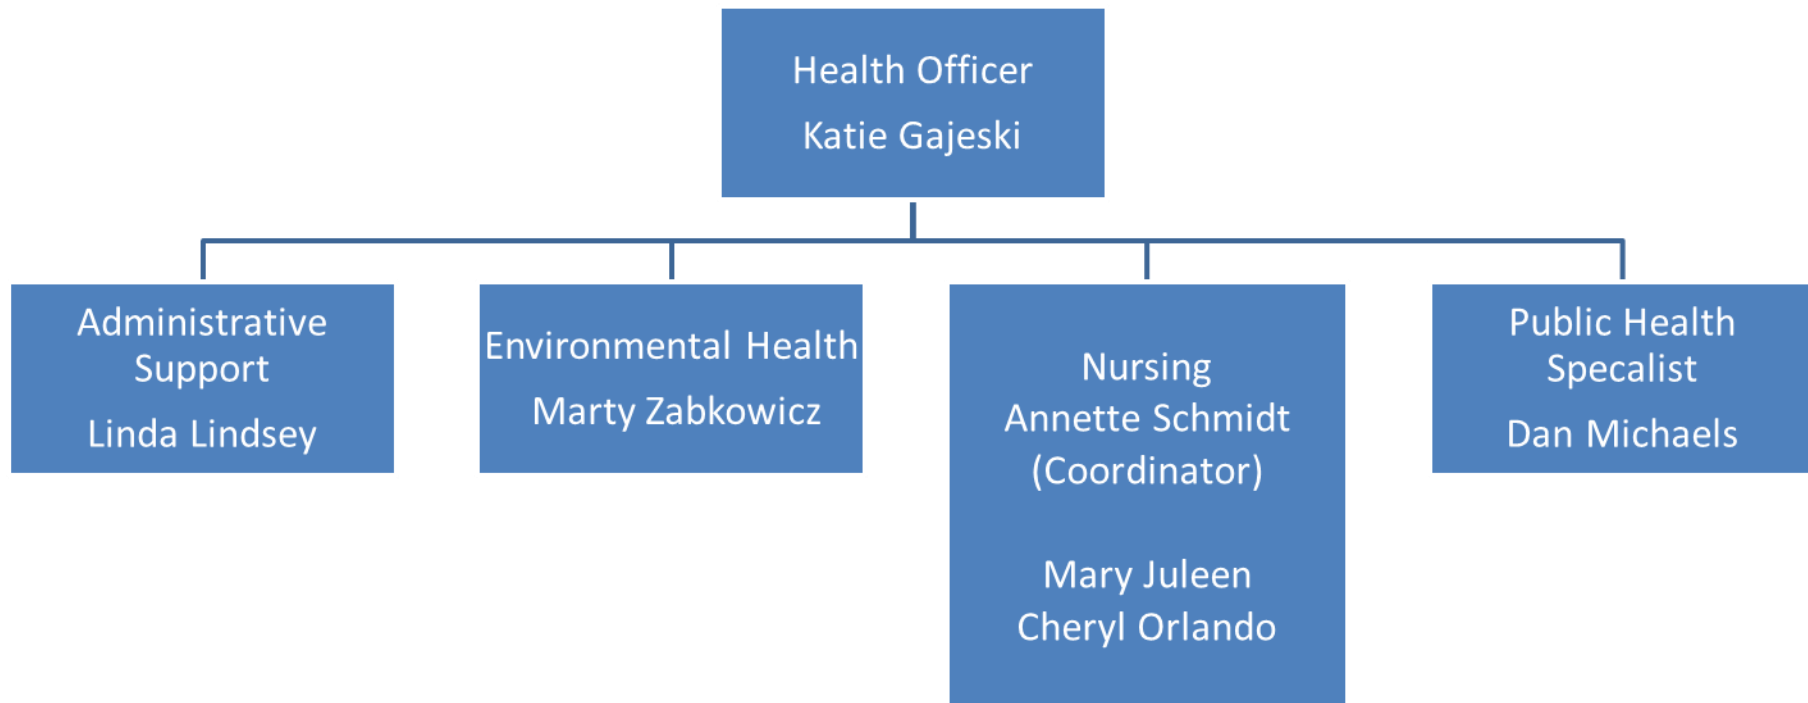 Health Officer
Katie Gajeski
Administrative
Support
Linda Lindsey
Environmental Health
Marty Zabkowicz
Nursing
Annette Schmidt
(Coordinator)
Mary Juleen
Cheryl Orlando
Public Health
Specalist
Dan Michaels